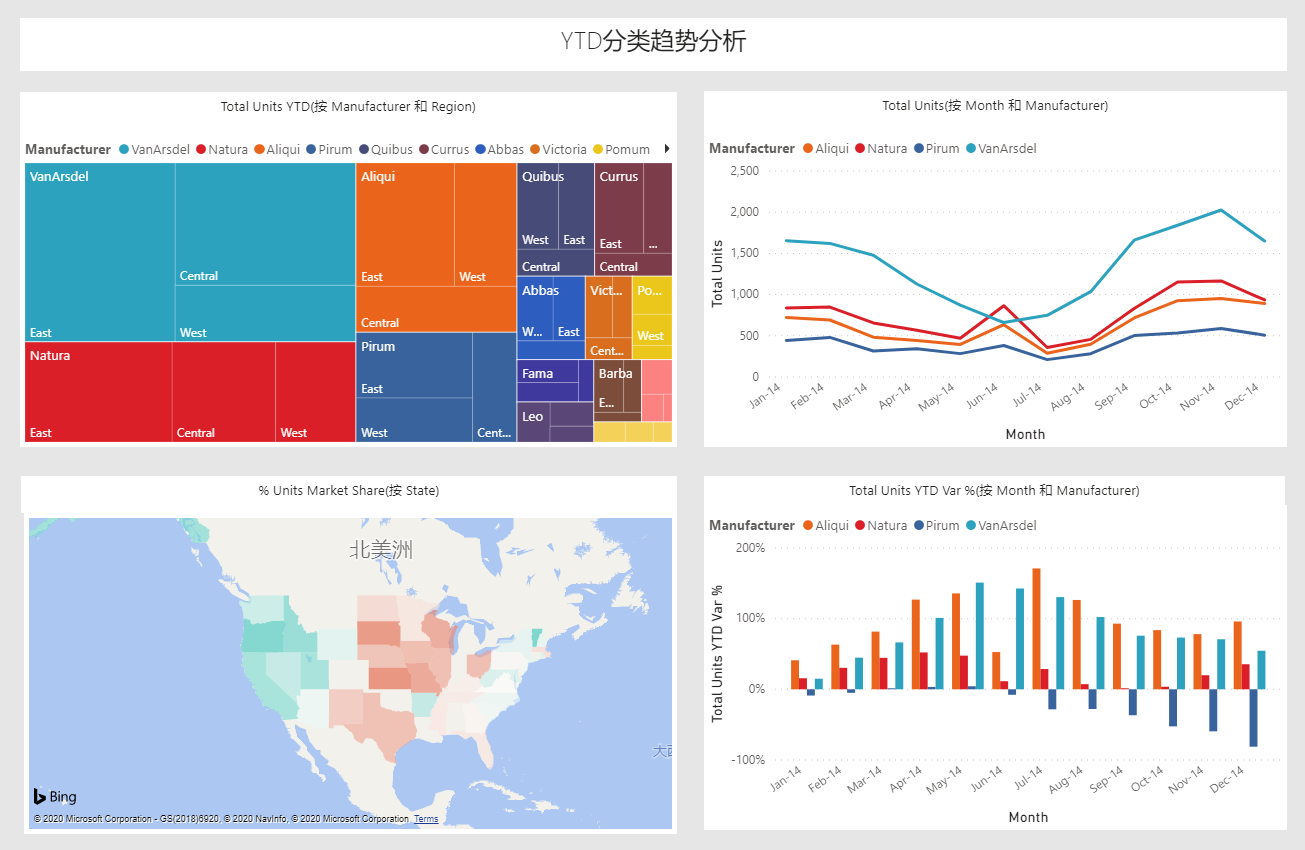 YTD分类趋势分析
Total Units YTD(按 Manufacturer 和 Region)
Manufacturer VanArsdel Natura Aliqui Pirum Quibus Currus Abbas Victoria Pomum
VanArsdel
Central
East
West
Natura
East
Central
West
Aliqui
East
West
Central
Pirum
East
West
Cent...
Quibus
West
East
Central
Currus
East
...
Central
Abbas
W...
East
Vict...
Cent...
Po...
West
Fama
Leo
Barba
E...
Total Units(按 Month 和 Manufacturer)
Manufacturer Aliqui Natura Pirum VanArsdel
Total Units
2,500
2,000
1,500
1,000
500
0
Jan-14 Feb-14 Mar-14 Apr-14 May-14 Jun-14 Jul-14 Aug-14 Sep-14 Oct-14 Nov-14 Dec-14
Month
% Units Market Share(按 State)
北美洲
大西
Bing
© 2020 Microsoft Corporation - GS(2018)6920, © 2020 NavInfo, © 2020 Microsoft Corporation Terms
Total Units YTD Var %(按 Month 和 Manufacturer)
Manufacturer Aliqui Natura Pirum VanArsdel
Total Units YTD Var %
200%
100%
0%
-100%
Jan-14 Feb-14 Mar-14 Apr-14 May-14 Jun-14 Jul-14 Aug-14 Sep-14 Oct-14 Nov-14 Dec-14
Month